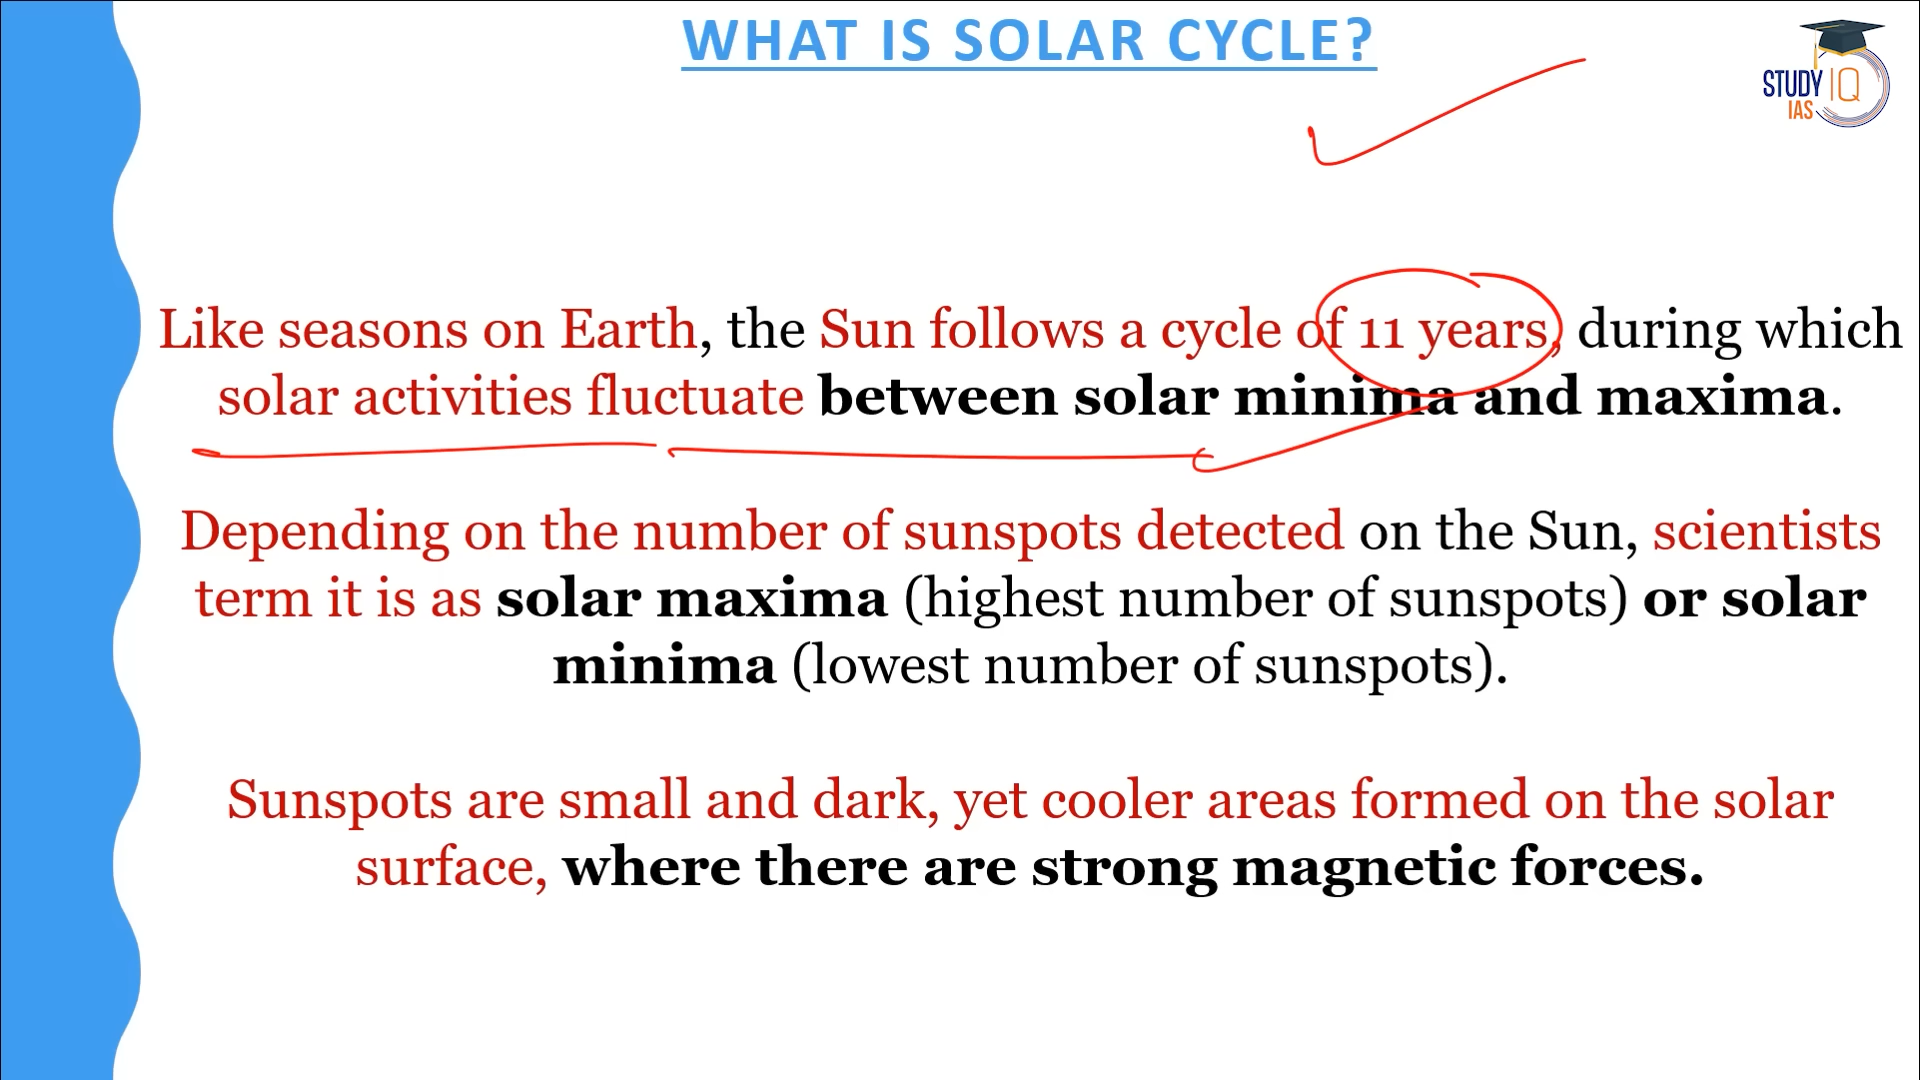 WHAT IS SOLAR CYCLE?
STUDY IQ
IAS
Like seasons on Earth, the Sun follows a cycle of 11 years, during which
solar activities fluctuate between solar minima and maxima.
Depending on the number of sunspots detected on the Sun, scientists
term it is as solar maxima (highest number of sunspots) or solar
minima (lowest number of sunspots).
Sunspots are small and dark, yet cooler areas formed on the solar
surface, where there are strong magnetic forces.